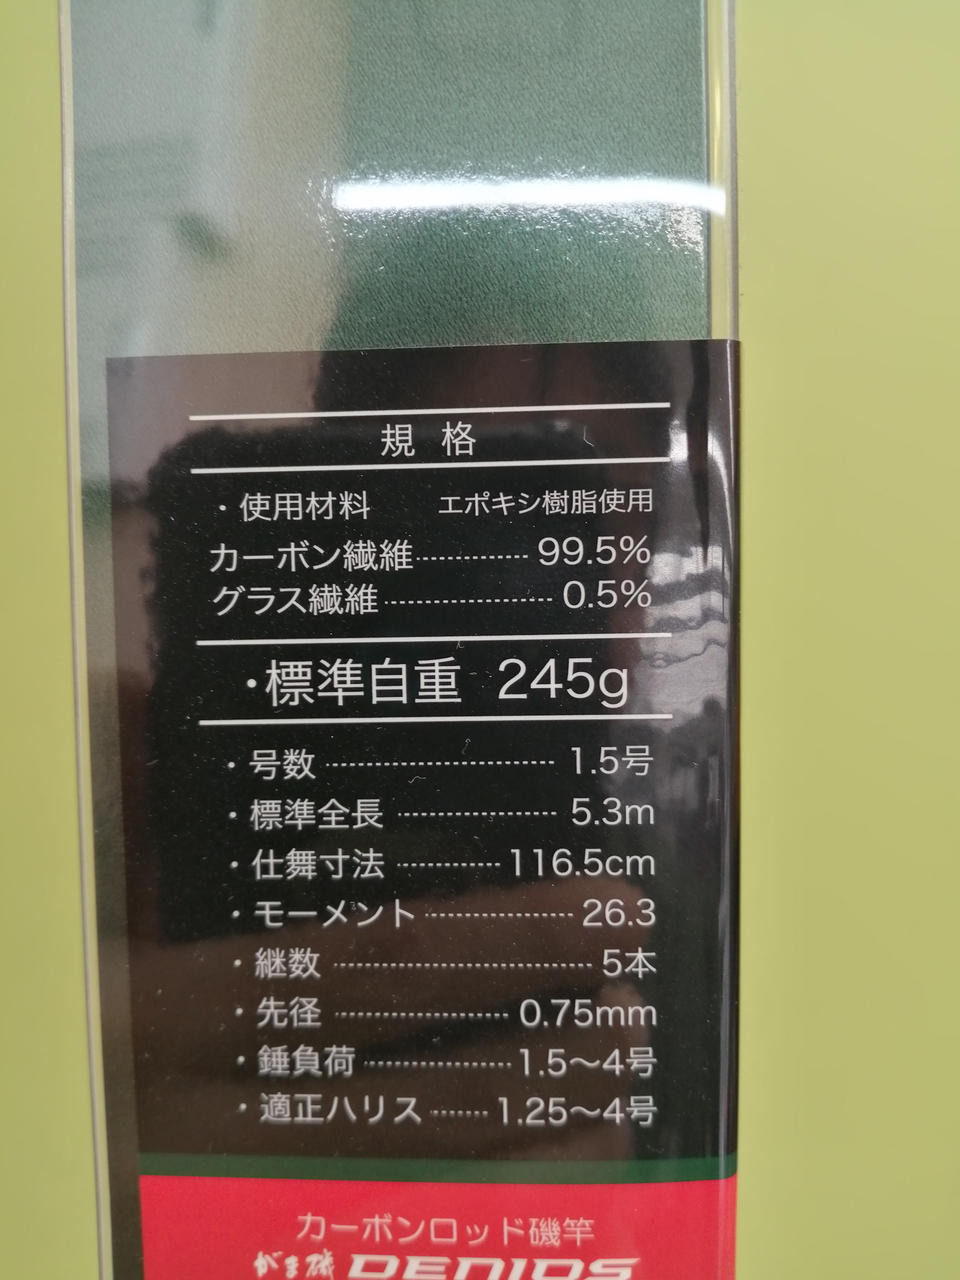 規 格
・使用材料 エポキシ樹脂使用
カーボン繊維............... 99.5%
グラス繊維..................... 0.5%
・標準自重 245g
・号数 ............................. 1.5号
・標準全長 .................... 5.3m
・仕舞寸法 ............. 116.5cm
・モーメント ................... 26.3
・継数 ................................. 5本
・先径 ...................... 0.75mm
・錘負荷 .................. 1.5〜4号
・適正ハリス ........ 1.25〜4号
カーボンロッド磯竿
がま磯 DENIOS